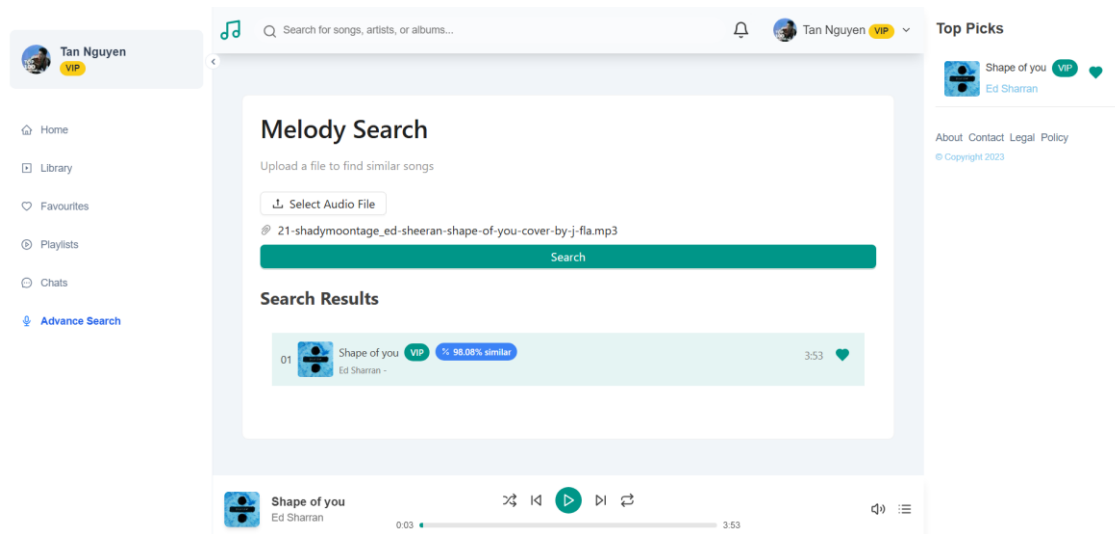 Tan Nguyen
VIP
Home
Library
Favourites
Playlists
Chats
Advance Search
Search for songs, artists, or albums...
Tan Nguyen VIP
Melody Search
Upload a file to find similar songs
Select Audio File
21-shadymoontage_ed-sheeran-shape-of-you-cover-by-j-fla.mp3
Search
Search Results
01 Shape of you VIP % 98.08% similar 3:53
Ed Sharran -
Top Picks
Shape of you VIP
Ed Sharran
About Contact Legal Policy
© Copyright 2023
Shape of you
Ed Sharran
0:03 3:53